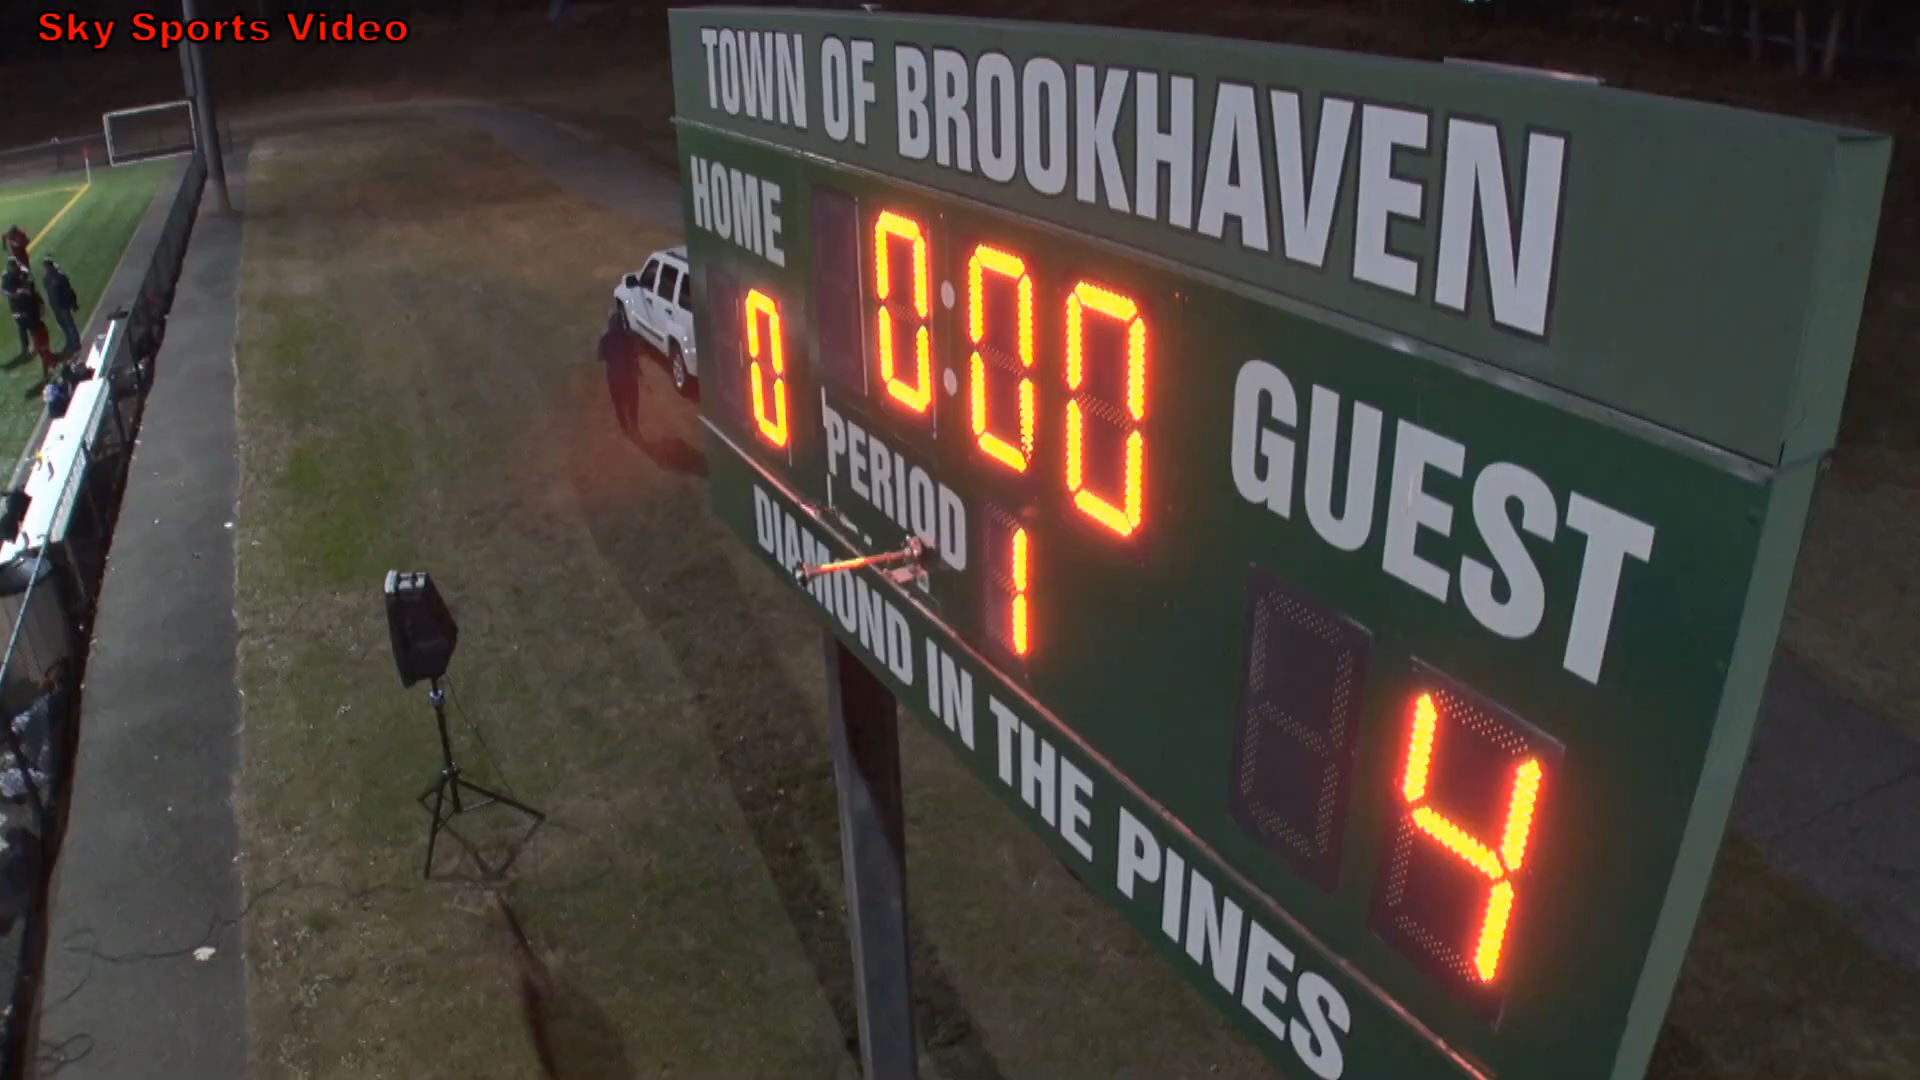 Sky Sports Video
TOWN OF BROOKHAVEN
HOME
0
0:00
PERIOD
1
GUEST
4
DIAMOND IN THE PINES